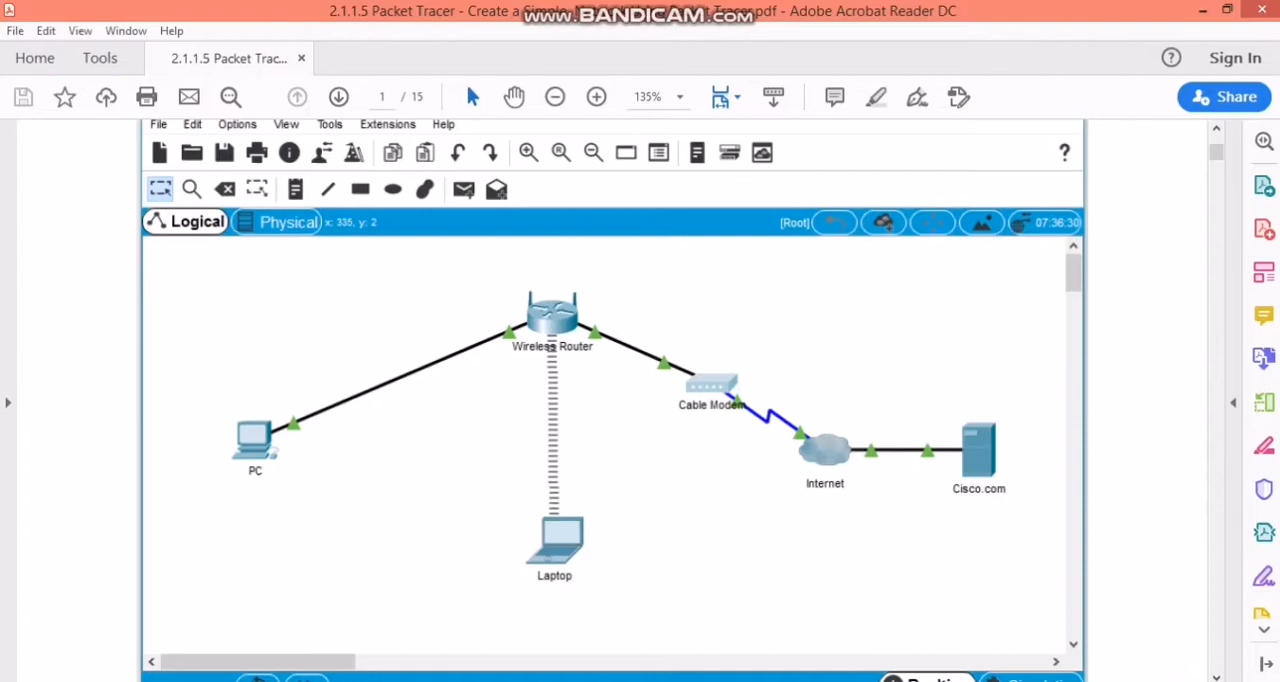 2.1.1.5 Packet Tracer - Create a Simple Packet Tracer.pdf - Adobe Acrobat Reader DC
www.BANDICAM.com
File Edit View Window Help
Home Tools 2.1.1.5 Packet Trac... × Sign In
1 / 15 135% Share
File Edit Options View Tools Extensions Help
Logical Physical x: 335, y: 2 [Root] 07:36:30
Wireless Router
Cable Modem
PC
Internet
Cisco.com
Laptop